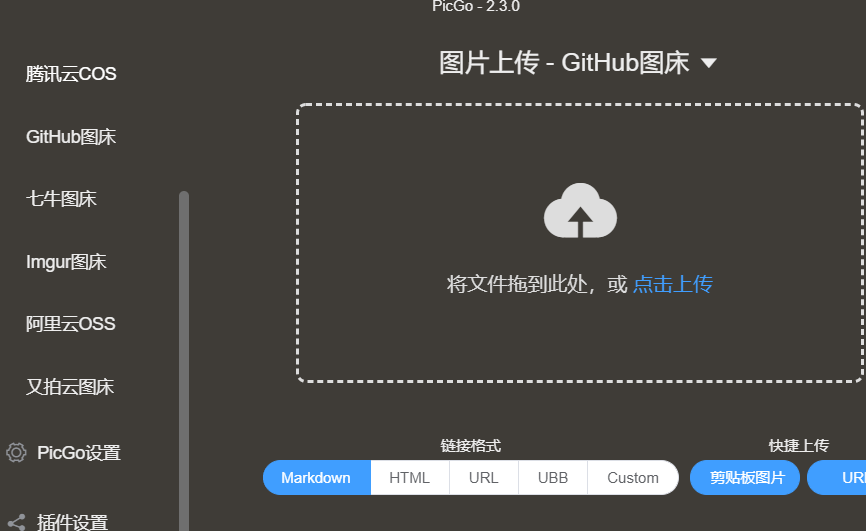 PicGo - 2.3.0
腾讯云COS
GitHub图床
七牛图床
Imgur图床
阿里云OSS
又拍云图床
PicGo设置
插件设置
图片上传 - GitHub图床
将文件拖到此处，或 点击上传
链接格式
Markdown HTML URL UBB Custom
快捷上传
剪贴板图片 URL